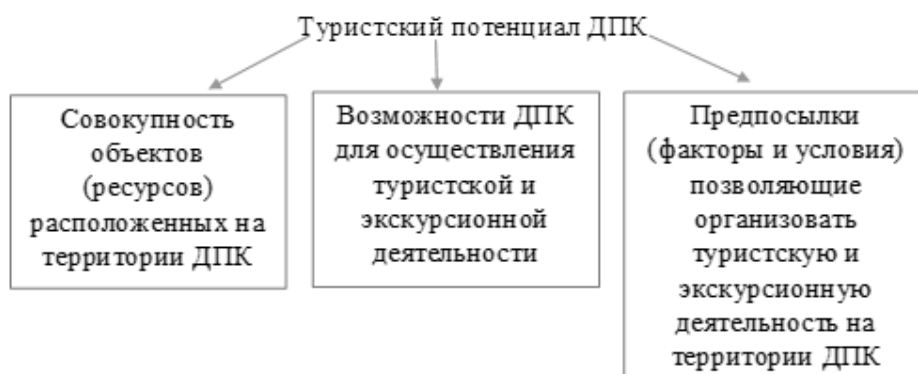 Туристский потенциал ДПК
Совокупность
объектов
(ресурсов)
расположенных на
территории ДПК
Возможности ДПК
для осуществления
туристской и
экскурсионной
деятельности
Предпосылки
(факторы и условия)
позволяющие
организовать
туристскую и
экскурсионную
деятельность на
территории ДПК